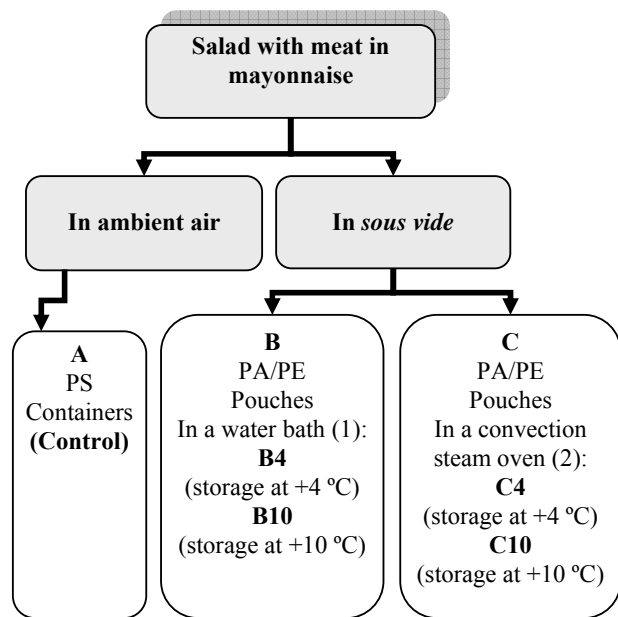 Salad with meat in
mayonnaise
In ambient air
In sous vide
A
PS
Containers
(Control)
B
PA/PE
Pouches
In a water bath (1):
B4
(storage at +4 ºC)
B10
(storage at +10 ºC)
C
PA/PE
Pouches
In a convection
steam oven (2):
C4
(storage at +4 ºC)
C10
(storage at +10 ºC)